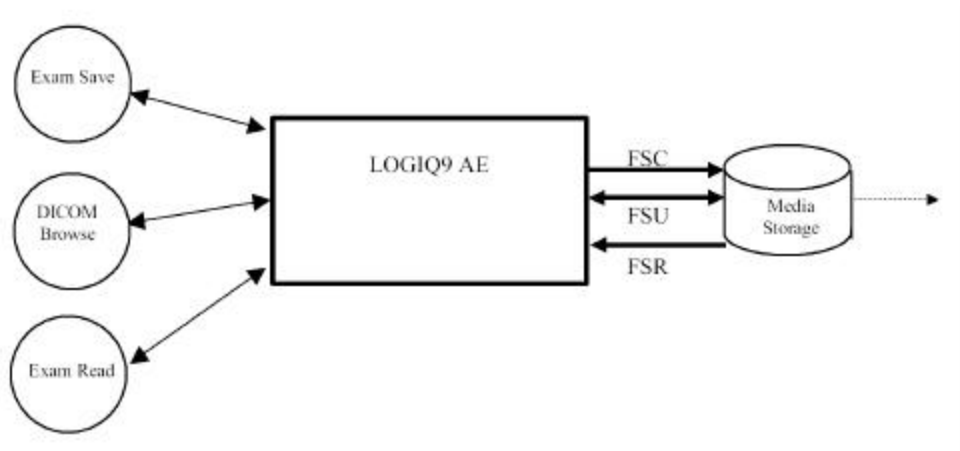 Exam Save
DICOM
Browse
Exam Read
LOGIQ9 AE
FSC
FSU
FSR
Media
Storage